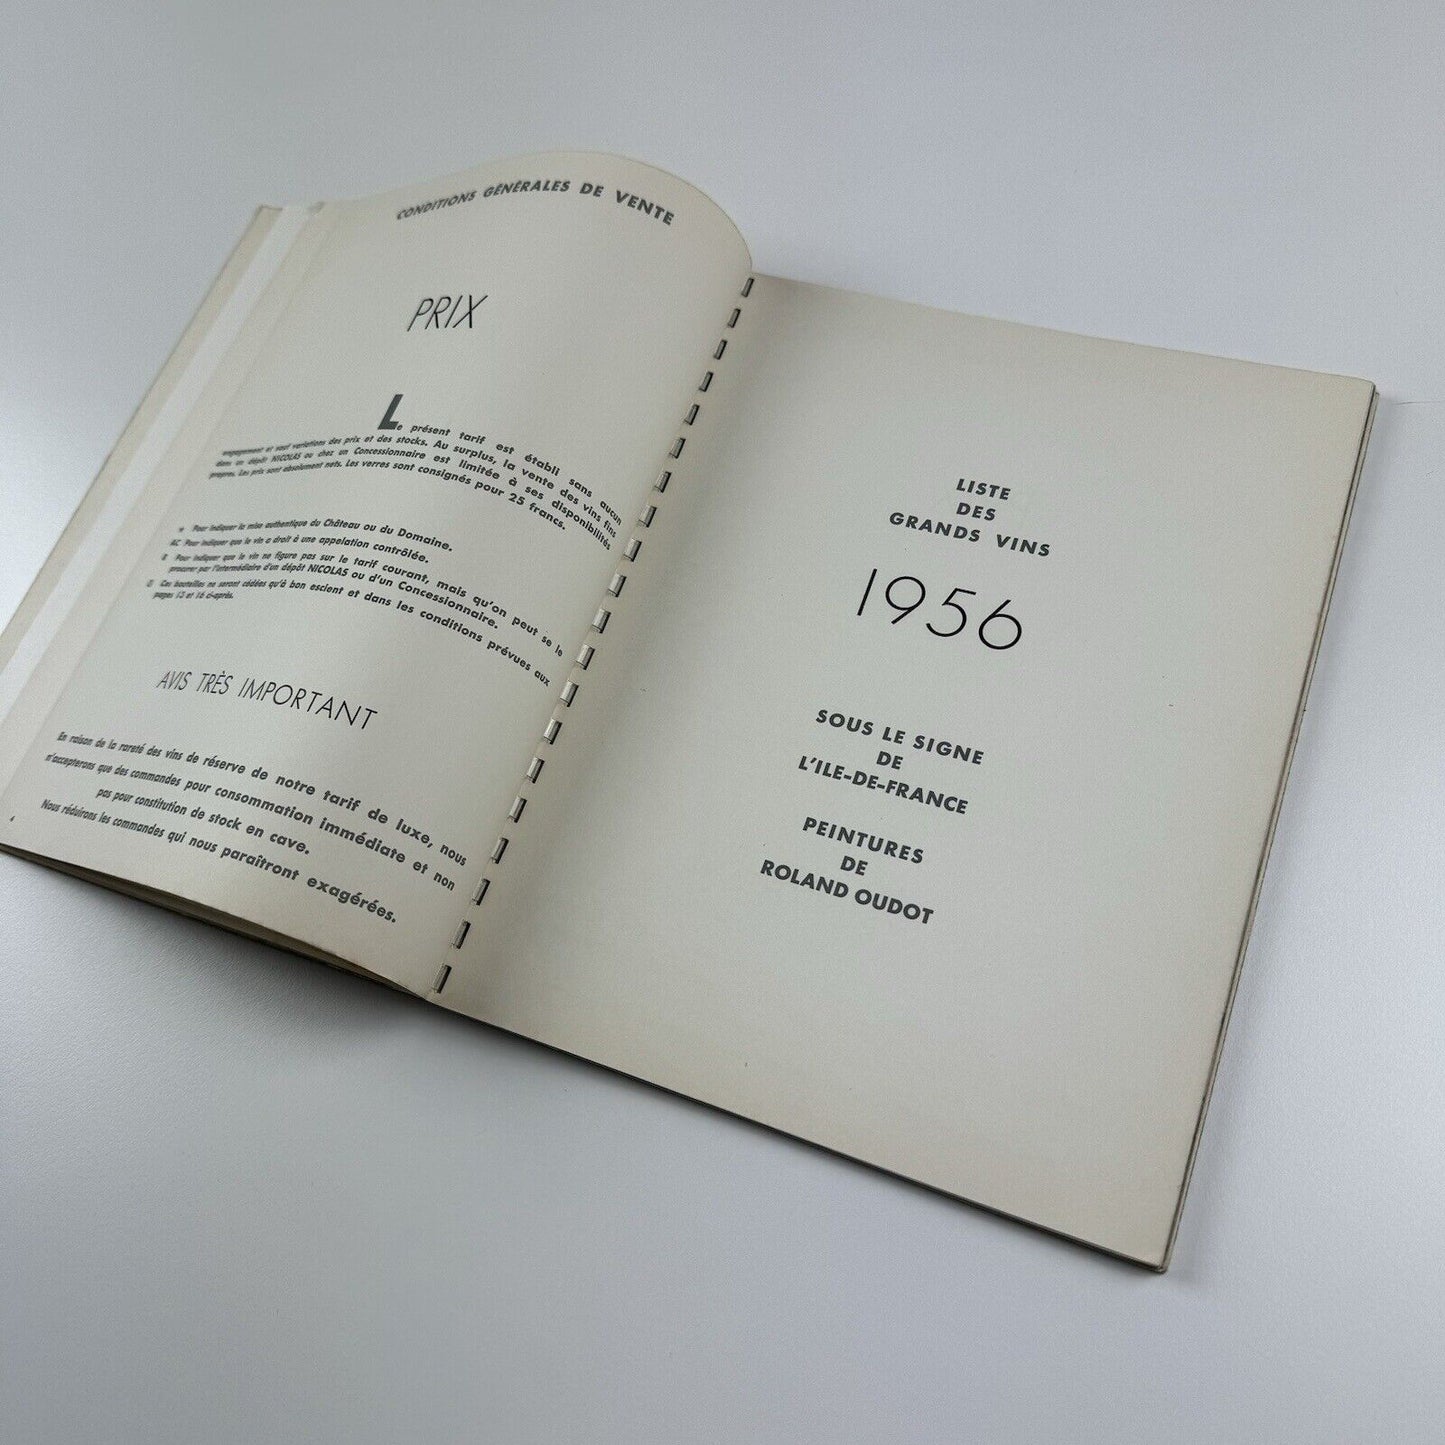 CONDITIONS GÉNÉRALES DE VENTE
PRIX
Le présent tarif est établi sans aucun
engagement et sauf variations des prix et des stocks. Au surplus, la vente des vins fins
dans un dépôt NICOLAS ou chez un Concessionnaire est limitée à ses disponibilités
propres. Les prix sont absolument nets. Les verres sont consignés pour 25 francs.
Pour indiquer la mise authentique du Château ou du Domaine.
AC Pour indiquer que le vin a droit à une appelation contrôlée.
Pour indiquer que le vin ne figure pas sur le tarif courant, mais qu'on peut se le
procurer par l'intermédiaire d'un dépôt NICOLAS ou d'un Concessionnaire.
Ces bouteilles ne seront cédées qu'à bon escient et dans les conditions prévues aux
pages 15 et 16 ci-après.
AVIS TRÈS IMPORTANT
En raison de la rareté des vins de réserve de notre tarif de luxe, nous
n'accepterons que des commandes pour consommation immédiate et non
pas pour constitution de stock en cave.
Nous réduirons les commandes qui nous paraîtront exagérées.
4
LISTE
DES
GRANDS VINS
1956
SOUS LE SIGNE
DE
L'ILE-DE-FRANCE
PEINTURES
DE
ROLAND OUDOT